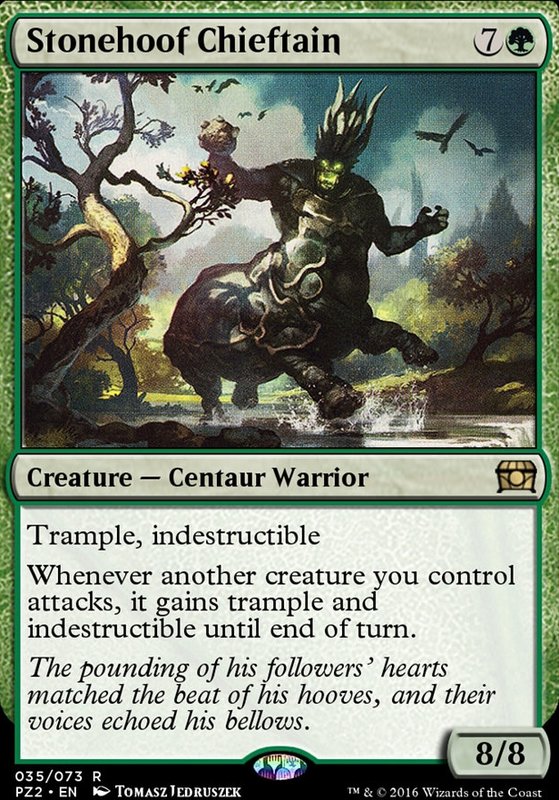 Stonehoof Chieftain 7
Creature — Centaur Warrior
Trample, indestructible
Whenever another creature you control
attacks, it gains trample and
indestructible until end of turn.
The pounding of his followers’ hearts
matched the beat of his hooves, and their
voices echoed his bellows.
8/8
035/073 R
PZ2 • EN Tomasz Jedruszek
™ & © 2016 Wizards of the Coast